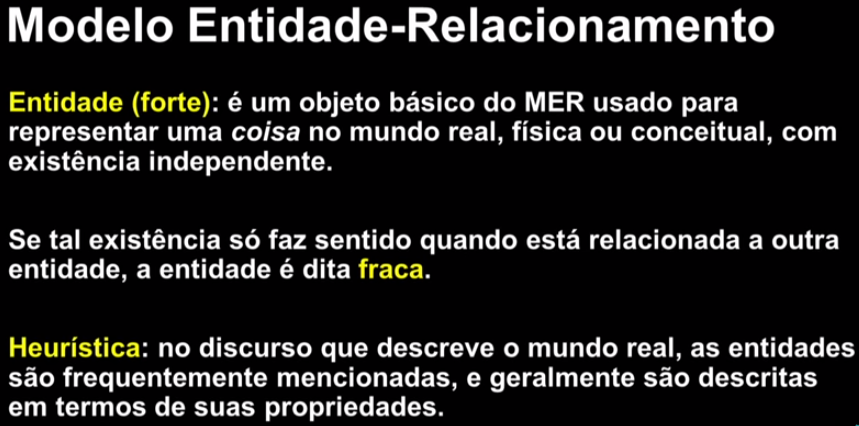 Modelo Entidade-Relacionamento
Entidade (forte): é um objeto básico do MER usado para
representar uma coisa no mundo real, física ou conceitual, com
existência independente.
Se tal existência só faz sentido quando está relacionada a outra
entidade, a entidade é dita fraca.
Heurística: no discurso que descreve o mundo real, as entidades
são frequentemente mencionadas, e geralmente são descritas
em termos de suas propriedades.